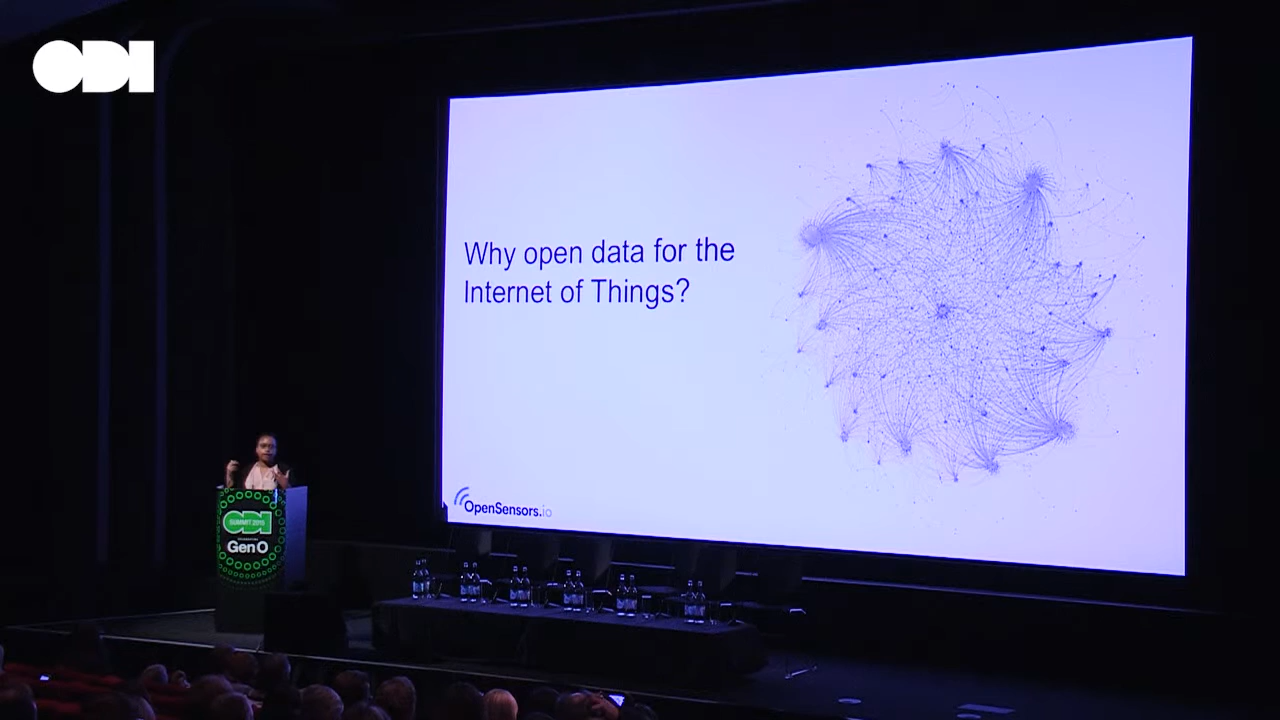 ODI
Why open data for the
Internet of Things?
OpenSensors.io
ODI
SUMMIT 2015
Gen O